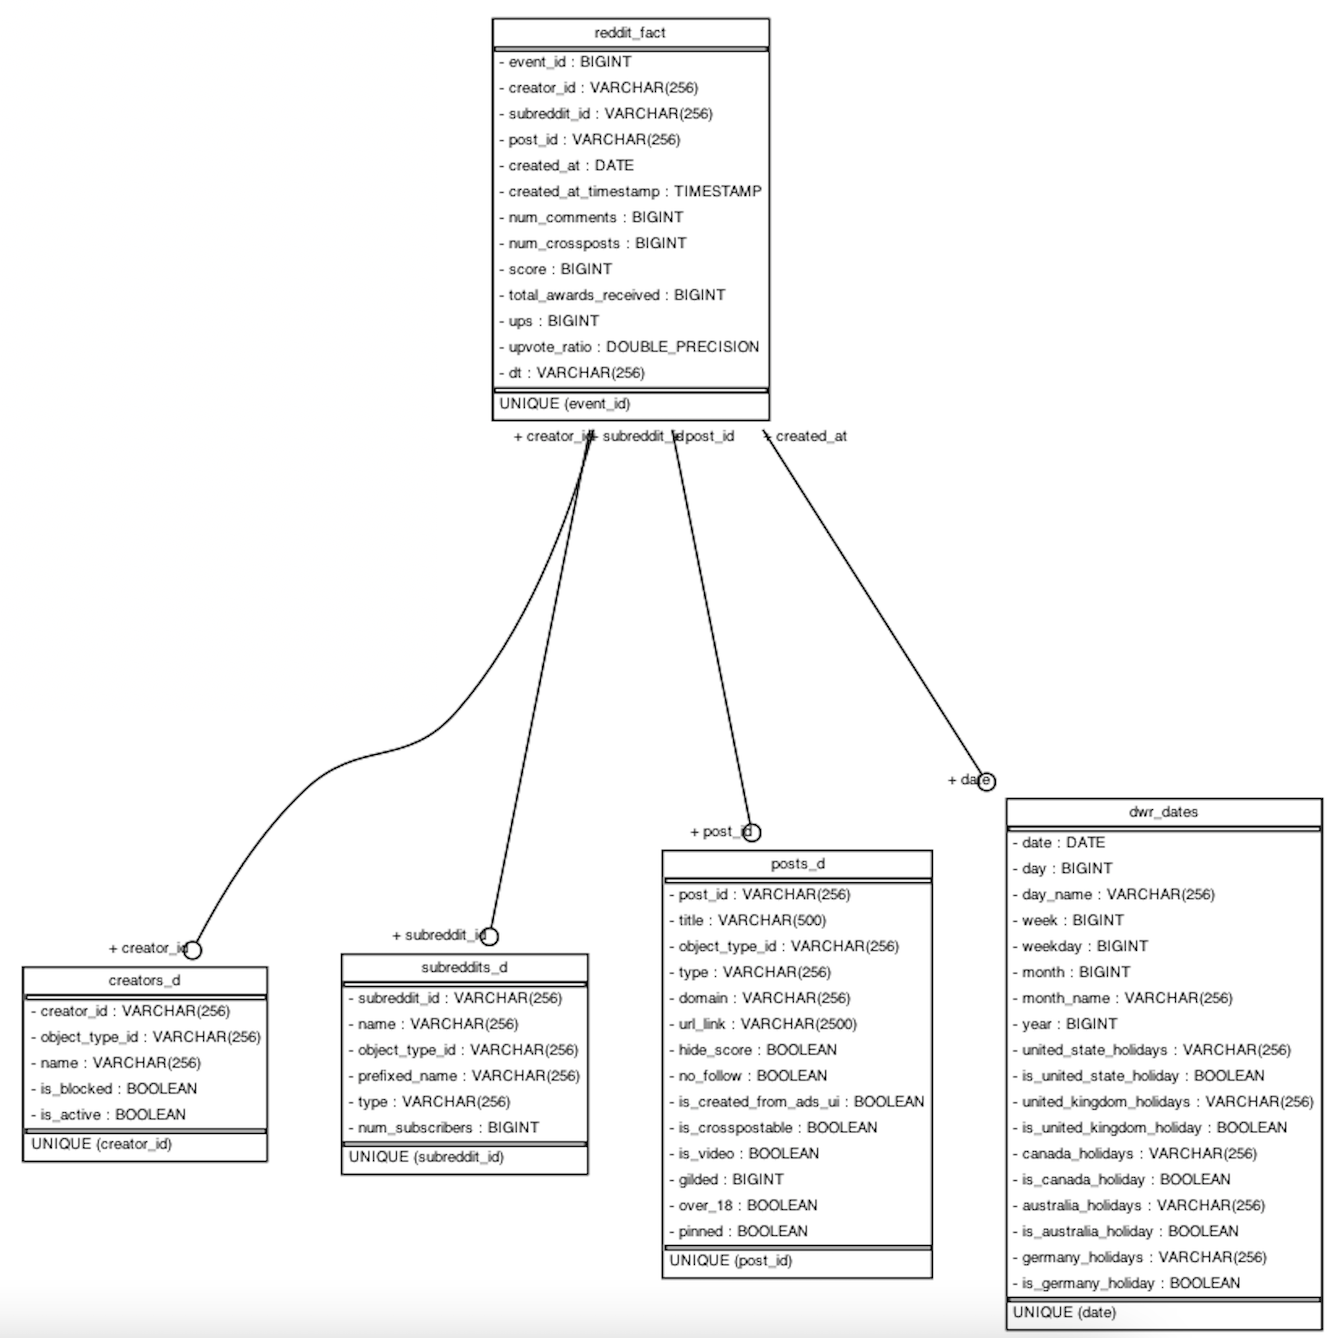 reddit_fact
- event_id : BIGINT
- creator_id : VARCHAR(256)
- subreddit_id : VARCHAR(256)
- post_id : VARCHAR(256)
- created_at : DATE
- created_at_timestamp : TIMESTAMP
- num_comments : BIGINT
- num_crossposts : BIGINT
- score : BIGINT
- total_awards_received : BIGINT
- ups : BIGINT
- upvote_ratio : DOUBLE_PRECISION
- dt : VARCHAR(256)
UNIQUE (event_id)
+ creator_id
+ subreddit_id
post_id
+ created_at
+ creator_id
creators_d
- creator_id : VARCHAR(256)
- object_type_id : VARCHAR(256)
- name : VARCHAR(256)
- is_blocked : BOOLEAN
- is_active : BOOLEAN
UNIQUE (creator_id)
+ subreddit_id
subreddits_d
- subreddit_id : VARCHAR(256)
- name : VARCHAR(256)
- object_type_id : VARCHAR(256)
- prefixed_name : VARCHAR(256)
- type : VARCHAR(256)
- num_subscribers : BIGINT
UNIQUE (subreddit_id)
+ post_id
posts_d
- post_id : VARCHAR(256)
- title : VARCHAR(500)
- object_type_id : VARCHAR(256)
- type : VARCHAR(256)
- domain : VARCHAR(256)
- url_link : VARCHAR(2500)
- hide_score : BOOLEAN
- no_follow : BOOLEAN
- is_created_from_ads_ui : BOOLEAN
- is_crosspostable : BOOLEAN
- is_video : BOOLEAN
- gilded : BIGINT
- over_18 : BOOLEAN
- pinned : BOOLEAN
UNIQUE (post_id)
+ date
dwr_dates
- date : DATE
- day : BIGINT
- day_name : VARCHAR(256)
- week : BIGINT
- weekday : BIGINT
- month : BIGINT
- month_name : VARCHAR(256)
- year : BIGINT
- united_state_holidays : VARCHAR(256)
- is_united_state_holiday : BOOLEAN
- united_kingdom_holidays : VARCHAR(256)
- is_united_kingdom_holiday : BOOLEAN
- canada_holidays : VARCHAR(256)
- is_canada_holiday : BOOLEAN
- australia_holidays : VARCHAR(256)
- is_australia_holiday : BOOLEAN
- germany_holidays : VARCHAR(256)
- is_germany_holiday : BOOLEAN
UNIQUE (date)